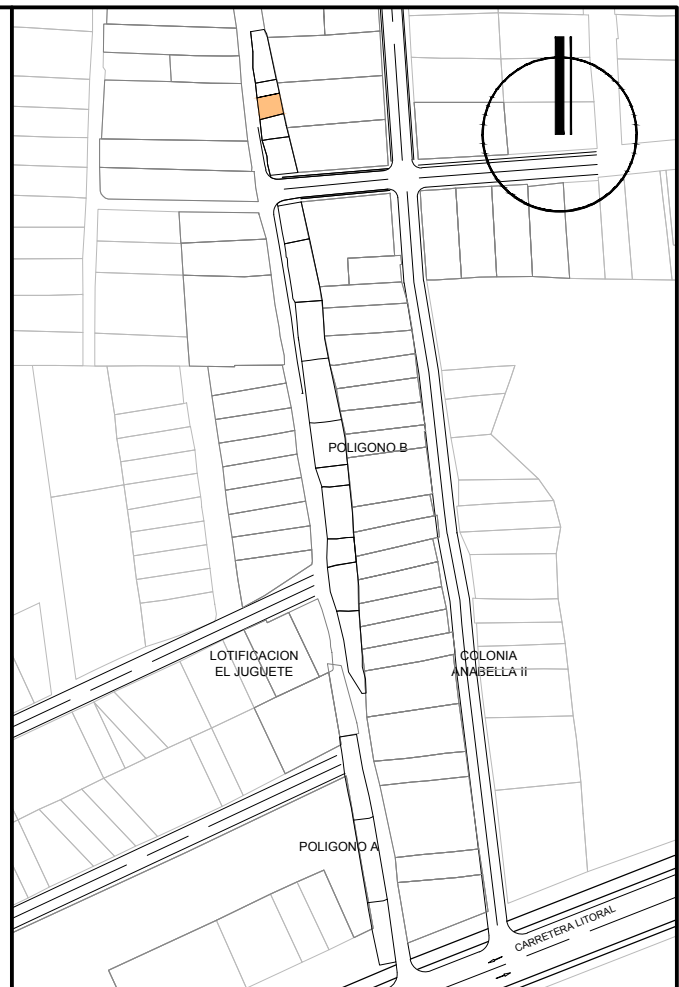 POLIGONO B
LOTIFICACION
EL JUGUETE
COLONIA
ANABELLA II
POLIGONO A
CARRETERA LITORAL